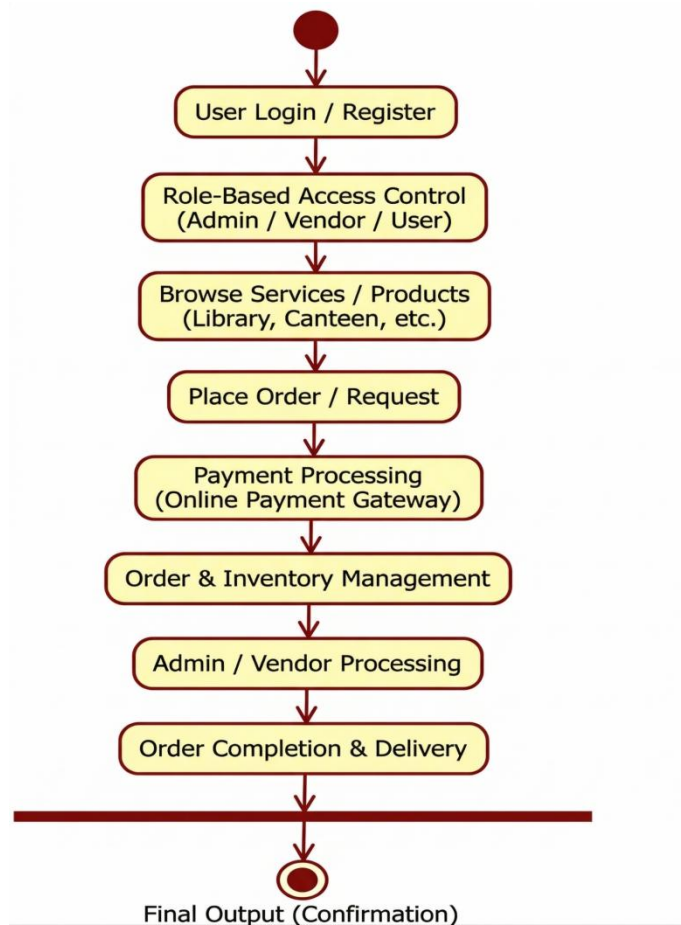 User Login / Register
Role-Based Access Control
(Admin / Vendor / User)
Browse Services / Products
(Library, Canteen, etc.)
Place Order / Request
Payment Processing
(Online Payment Gateway)
Order & Inventory Management
Admin / Vendor Processing
Order Completion & Delivery
Final Output (Confirmation)